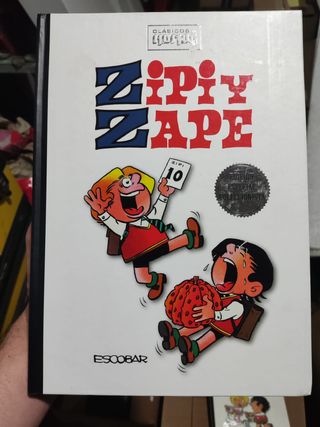 CLÁSICOS
ZIPI Y
ZAPE
10
ESCOBAR